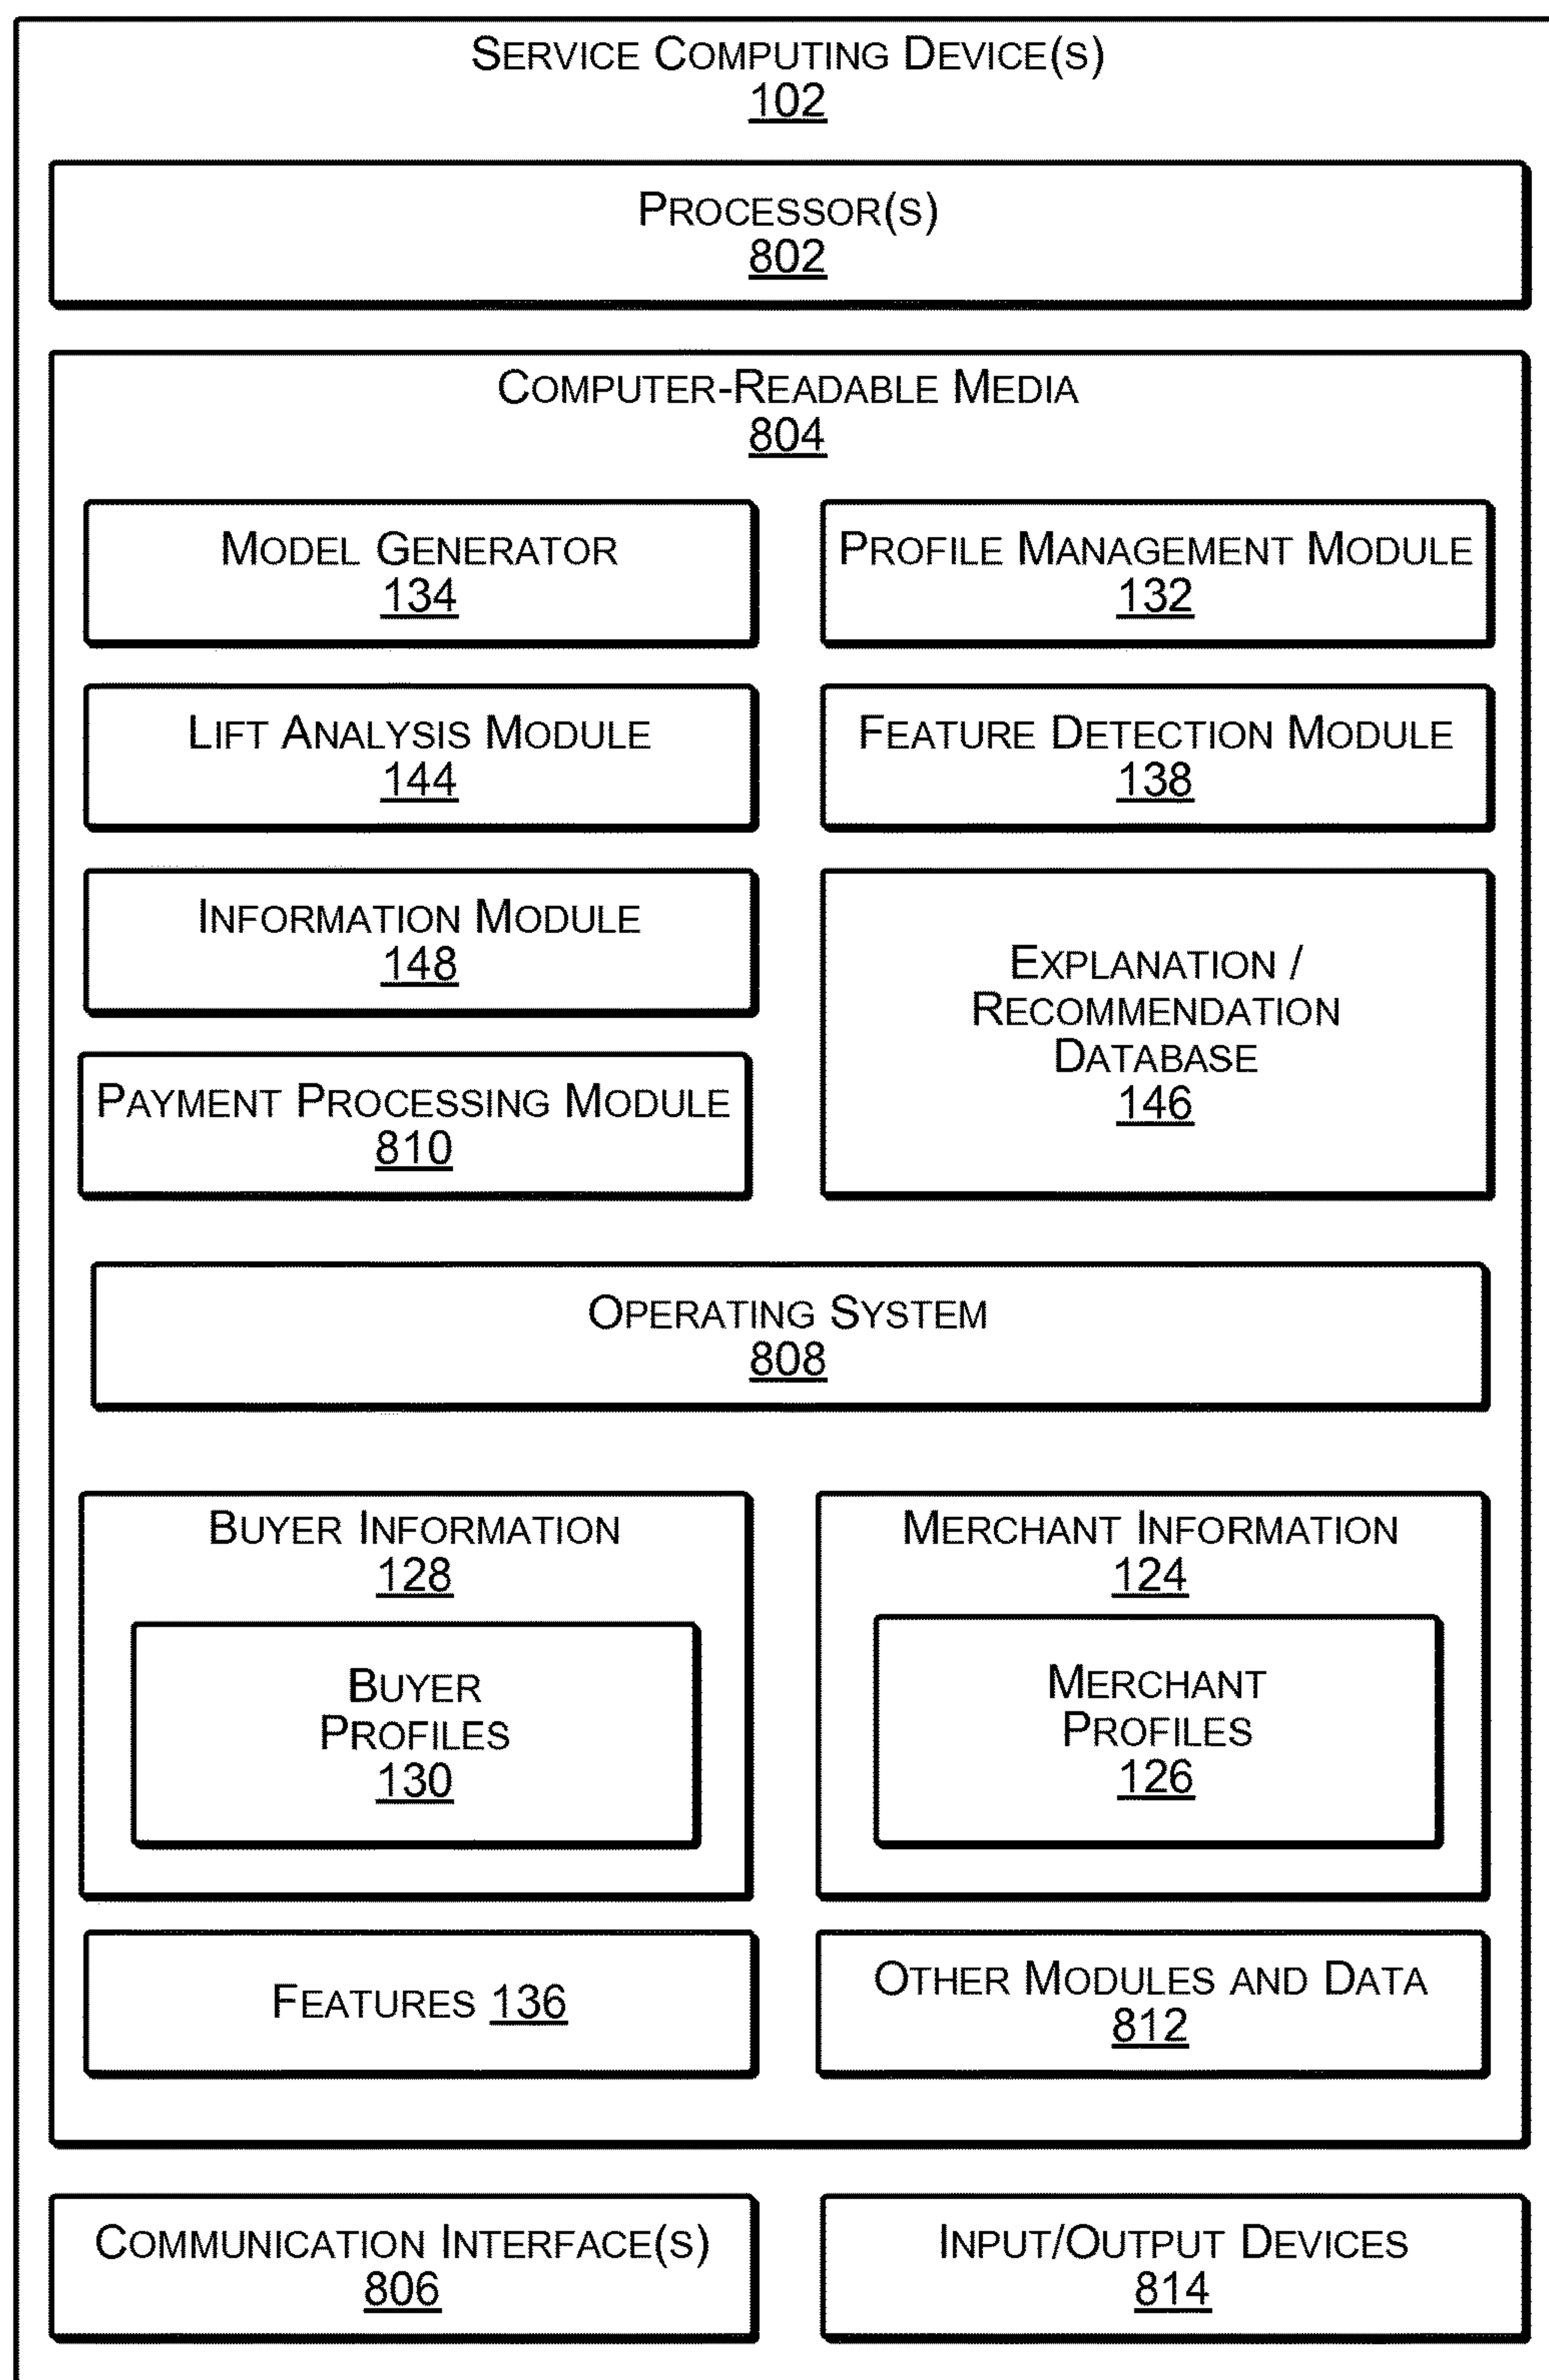 SERVICE COMPUTING DEVICE(S)
102
PROCESSOR(S)
802
COMPUTER-READABLE MEDIA
804
MODEL GENERATOR
134
PROFILE MANAGEMENT MODULE
132
LIFT ANALYSIS MODULE
144
FEATURE DETECTION MODULE
138
INFORMATION MODULE
148
EXPLANATION /
RECOMMENDATION
DATABASE
146
PAYMENT PROCESSING MODULE
810
OPERATING SYSTEM
808
BUYER INFORMATION
128
BUYER
PROFILES
130
MERCHANT INFORMATION
124
MERCHANT
PROFILES
126
FEATURES 136
OTHER MODULES AND DATA
812
COMMUNICATION INTERFACE(S)
806
INPUT/OUTPUT DEVICES
814